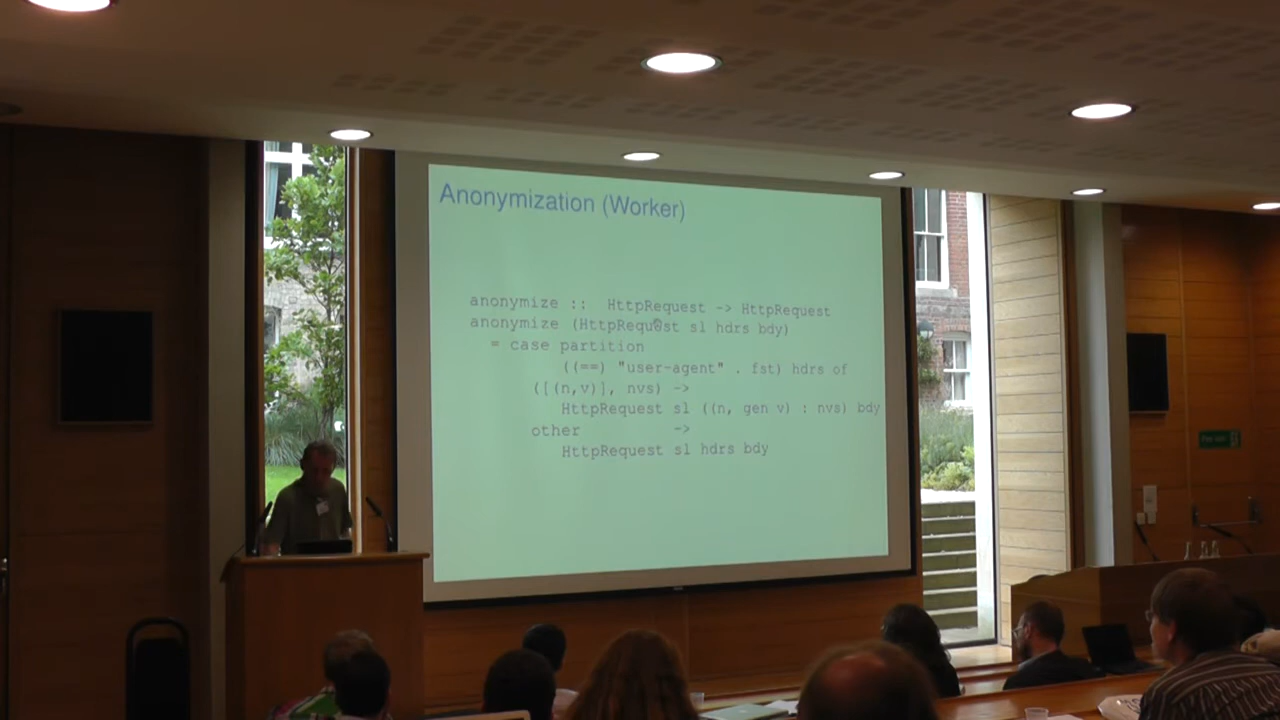 Anonymization (Worker)
anonymize :: HttpRequest -> HttpRequest
anonymize (HttpRequest sl hdrs bdy)
= case partition
((==) "user-agent" . fst) hdrs of
([(n,v)], nvs) ->
HttpRequest sl ((n, gen v) : nvs) bdy
other ->
HttpRequest sl hdrs bdy